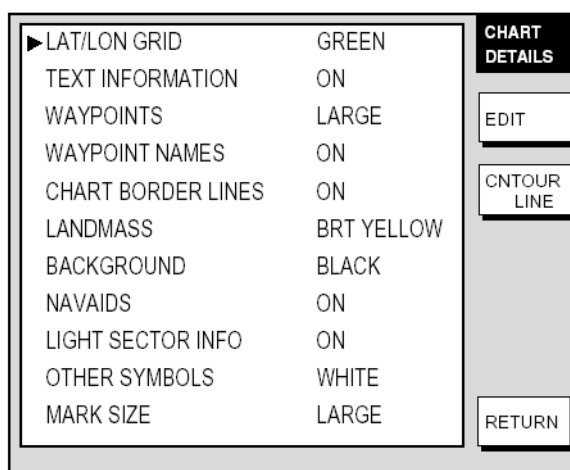 LAT/LON GRID GREEN
TEXT INFORMATION ON
WAYPOINTS LARGE
WAYPOINT NAMES ON
CHART BORDER LINES ON
LANDMASS BRT YELLOW
BACKGROUND BLACK
NAVAIDS ON
LIGHT SECTOR INFO ON
OTHER SYMBOLS WHITE
MARK SIZE LARGE
CHART
DETAILS
EDIT
CNTOUR
LINE
RETURN